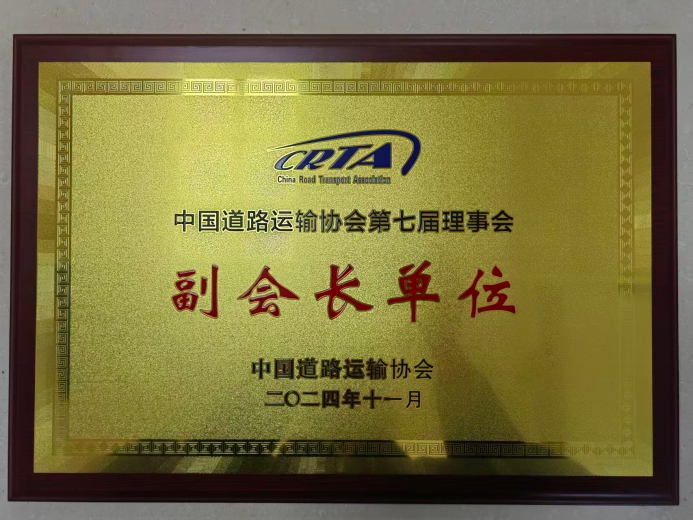 CRTA
China Road Transport Association
中国道路运输协会第七届理事会
副会长单位
中国道路运输协会
二〇二四年十一月